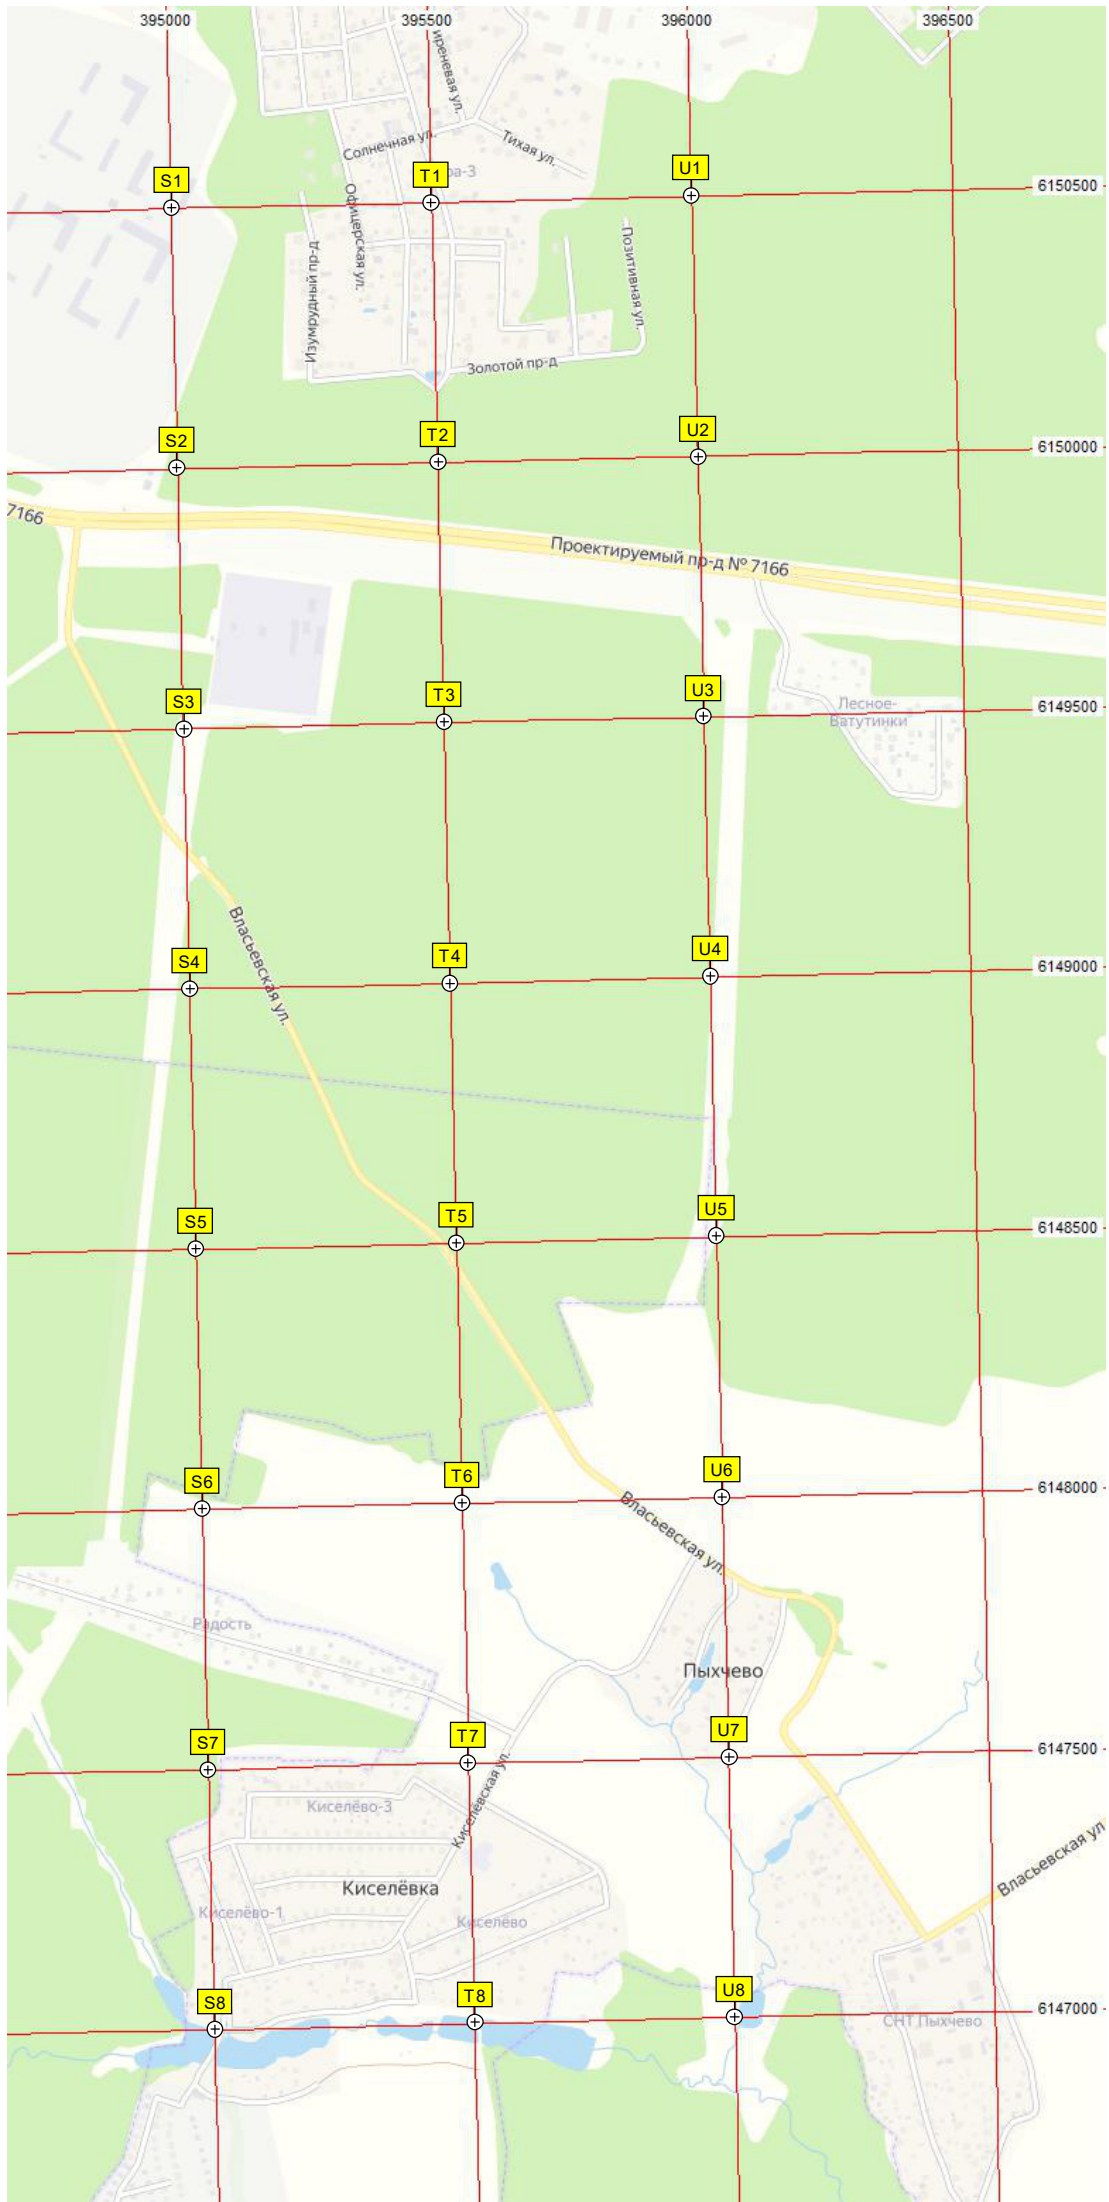 395000 395500 396000 396500
иреневая ул.
Солнечная ул.
Тихая ул.
S1 T1 U1
ра-3
6150500
Офицерская ул.
Изумрудный пр-д
Позитивная ул.
Золотой пр-д
S2 T2 U2
6150000
7166
Проектируемый пр-д № 7166
S3 T3 U3
6149500
Лесное-
Ватутинки
Власьевская ул.
S4 T4 U4
6149000
S5 T5 U5
6148500
S6 T6 U6
6148000
Власьевская ул.
Радость
Пыхчево
S7 T7 U7
6147500
Киселёво-3
Киселёвская ул.
Киселёвка
Власьевская ул
Киселёво-1
Киселёво
S8 T8 U8
6147000
СНТ Пыхчево